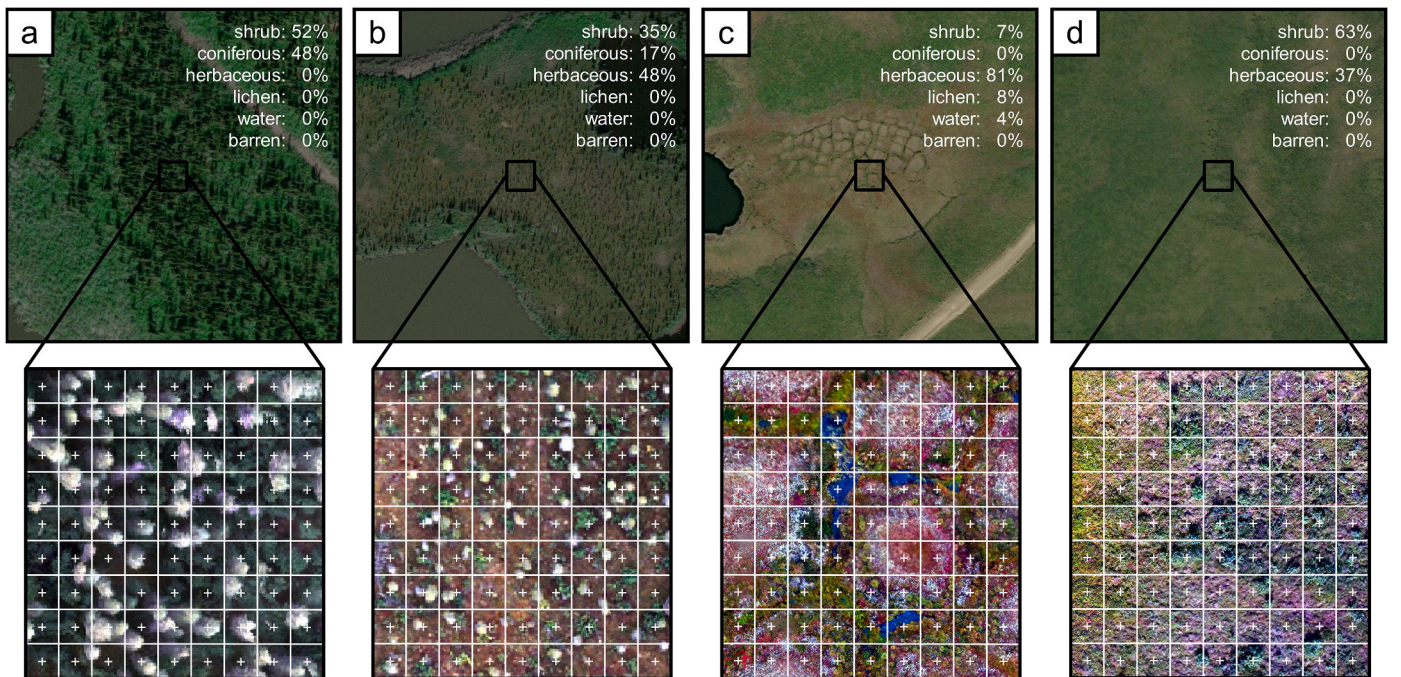 a
shrub: 52%
coniferous: 48%
herbaceous: 0%
lichen: 0%
water: 0%
barren: 0%
b
shrub: 35%
coniferous: 17%
herbaceous: 48%
lichen: 0%
water: 0%
barren: 0%
c
shrub: 7%
coniferous: 0%
herbaceous: 81%
lichen: 8%
water: 4%
barren: 0%
d
shrub: 63%
coniferous: 0%
herbaceous: 37%
lichen: 0%
water: 0%
barren: 0%